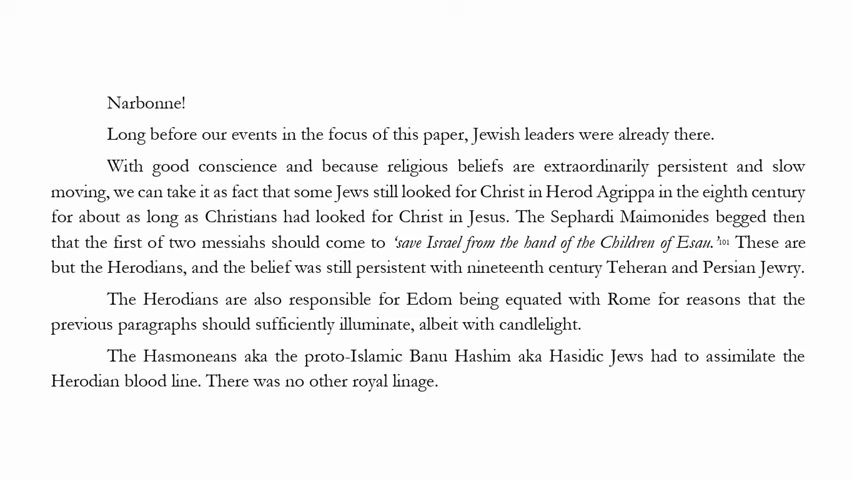 Narbonne!
Long before our events in the focus of this paper, Jewish leaders were already there.
With good conscience and because religious beliefs are extraordinarily persistent and slow
moving, we can take it as fact that some Jews still looked for Christ in Herod Agrippa in the eighth century
for about as long as Christians had looked for Christ in Jesus. The Sephardi Maimonides begged then
that the first of two messiahs should come to ‘save Israel from the hand of the Children of Esau.’101 These are
but the Herodians, and the belief was still persistent with nineteenth century Teheran and Persian Jewry.
The Herodians are also responsible for Edom being equated with Rome for reasons that the
previous paragraphs should sufficiently illuminate, albeit with candlelight.
The Hasmoneans aka the proto-Islamic Banu Hashim aka Hasidic Jews had to assimilate the
Herodian blood line. There was no other royal linage.